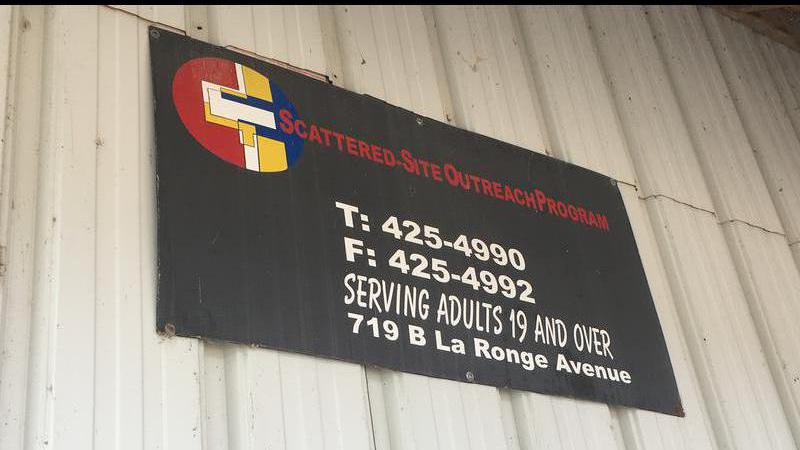 SCATTERED-SITE OUTREACH PROGRAM
T: 425-4990
F: 425-4992
SERVING ADULTS 19 AND OVER
719 B La Ronge Avenue